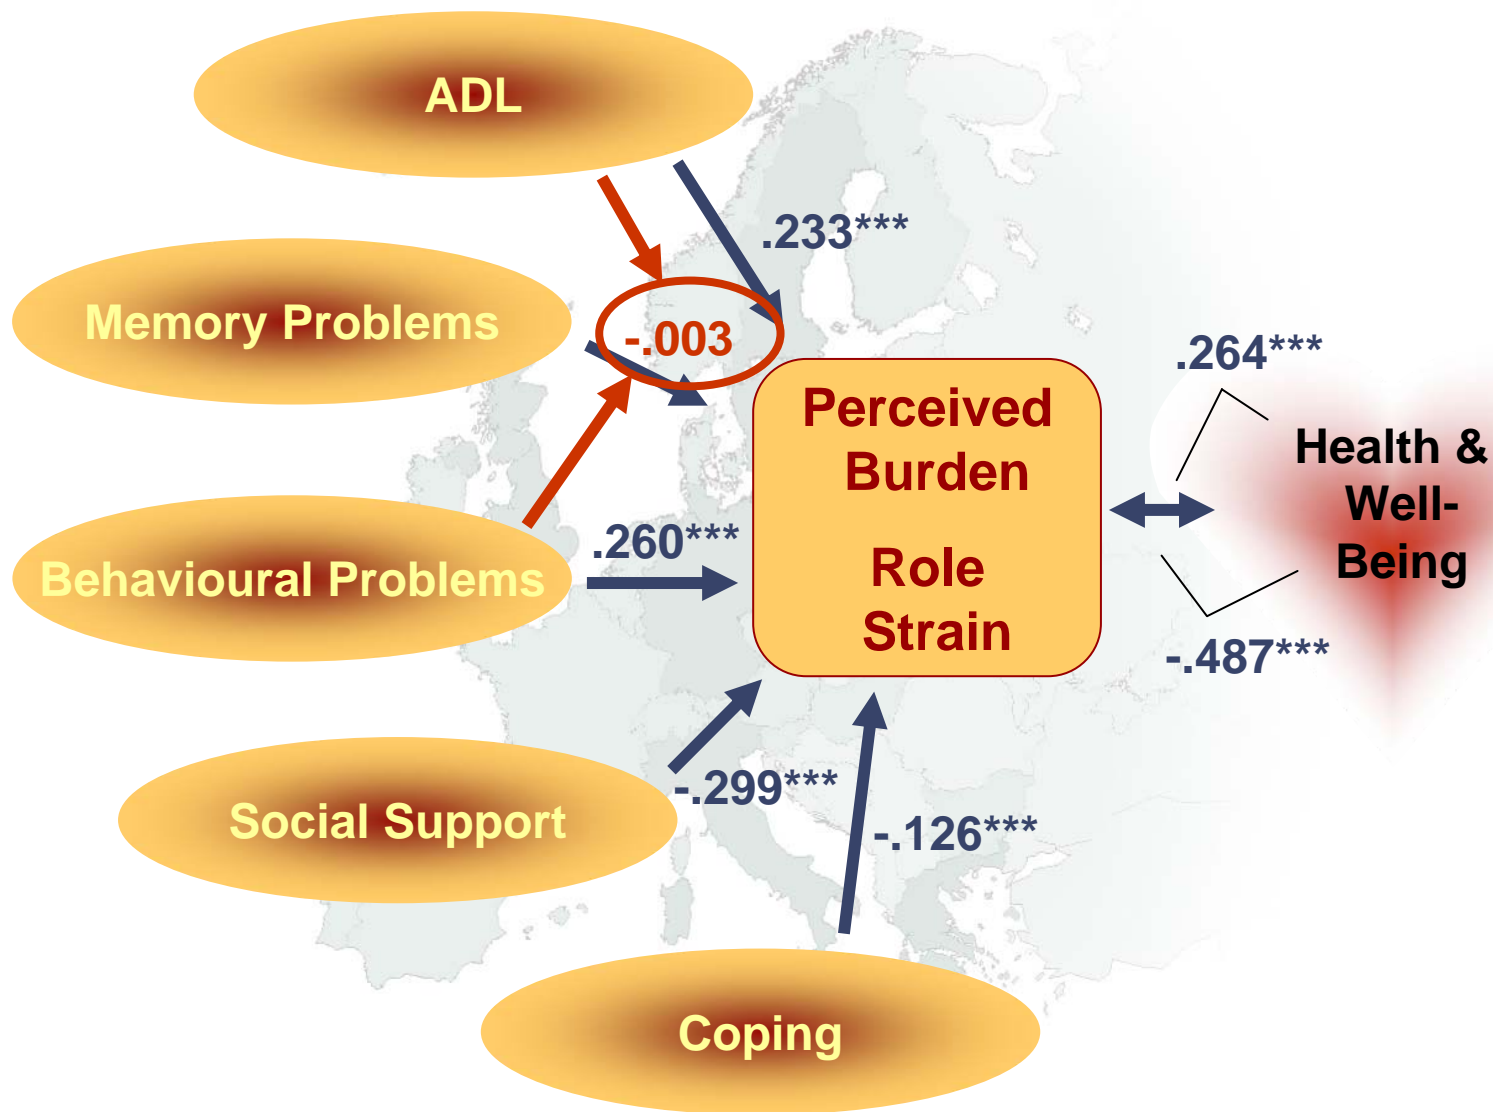 ADL
.233***
Memory Problems
-.003
.264***
Perceived
Burden
Role
Strain
Health &
Well-
Being
Behavioural Problems
.260***
-.487***
Social Support
-.299***
-.126***
Coping